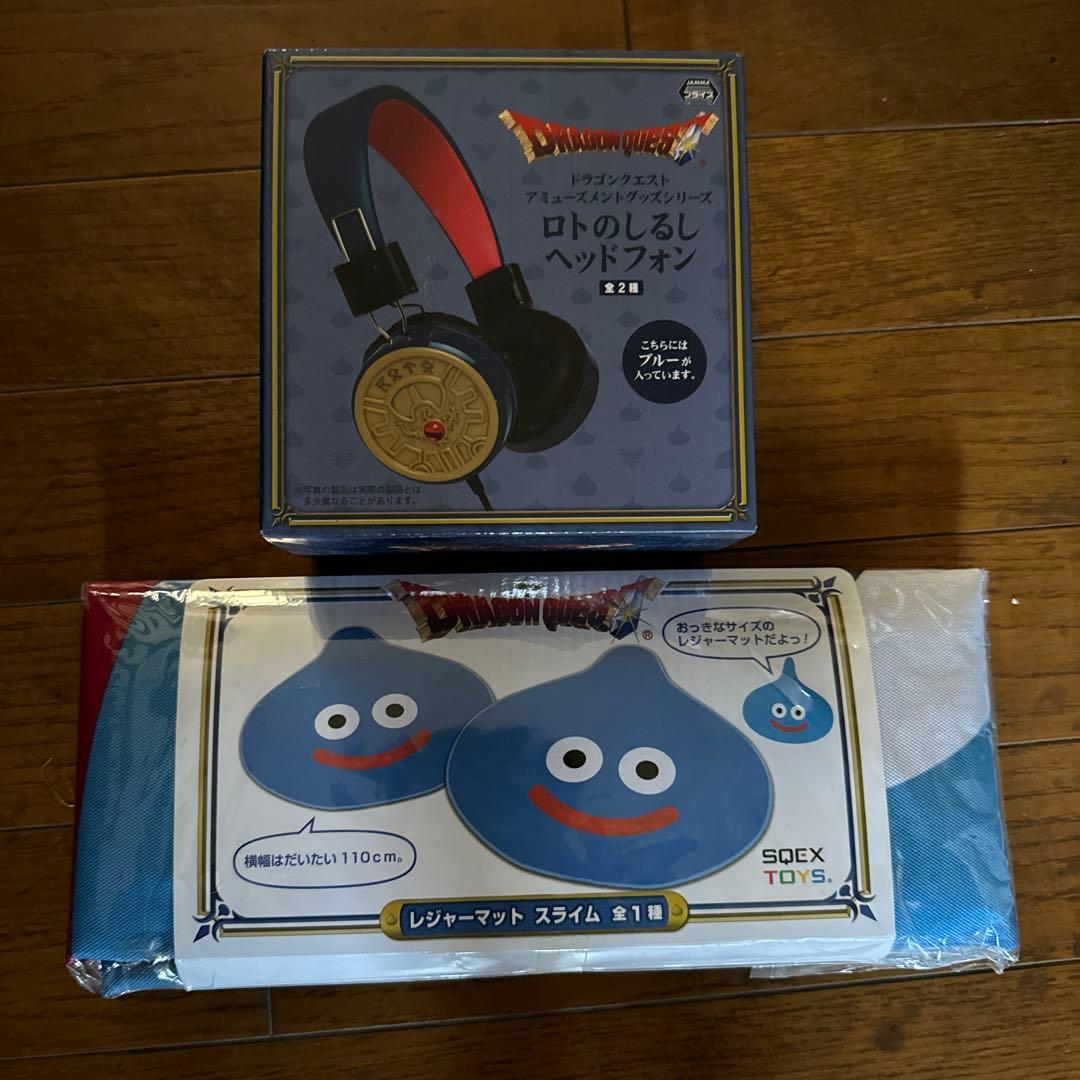 JAMMA
プライズ
DRAGON QUEST
ドラゴンクエスト
アミューズメントグッズシリーズ
ロトのしるし
ヘッドフォン
全2種
こちらには
ブルーが
入っています。
ROTO
※写真の製品は実際の製品とは
多少異なることがあります。
DRAGON QUEST®
おっきなサイズの
レジャーマットだよっ！
横幅はだいたい110cm。
SQEX
TOYS®
レジャーマット スライム 全1種